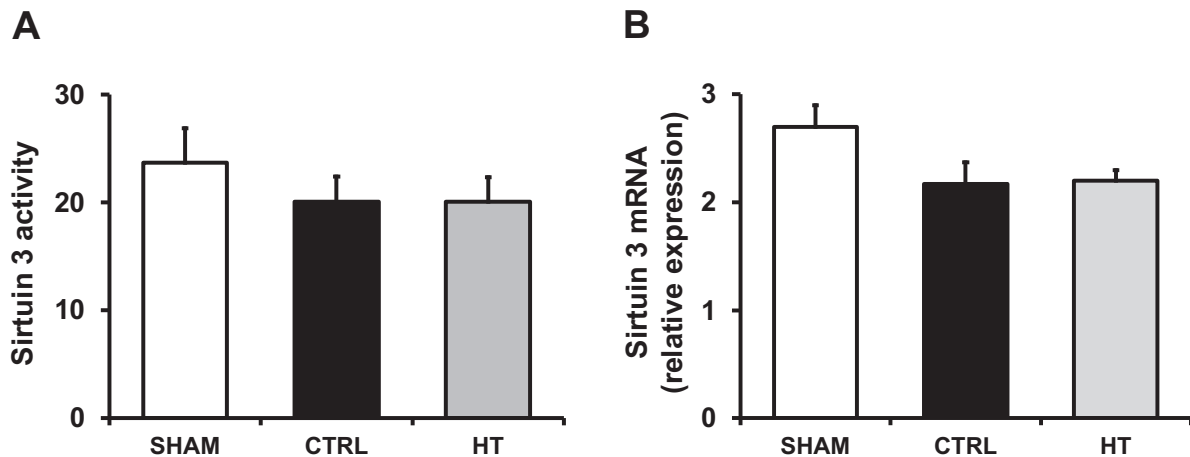 A
Sirtuin 3 activity
30
20
10
0
SHAM CTRL HT
B
Sirtuin 3 mRNA
(relative expression)
3
2
1
0
SHAM CTRL HT